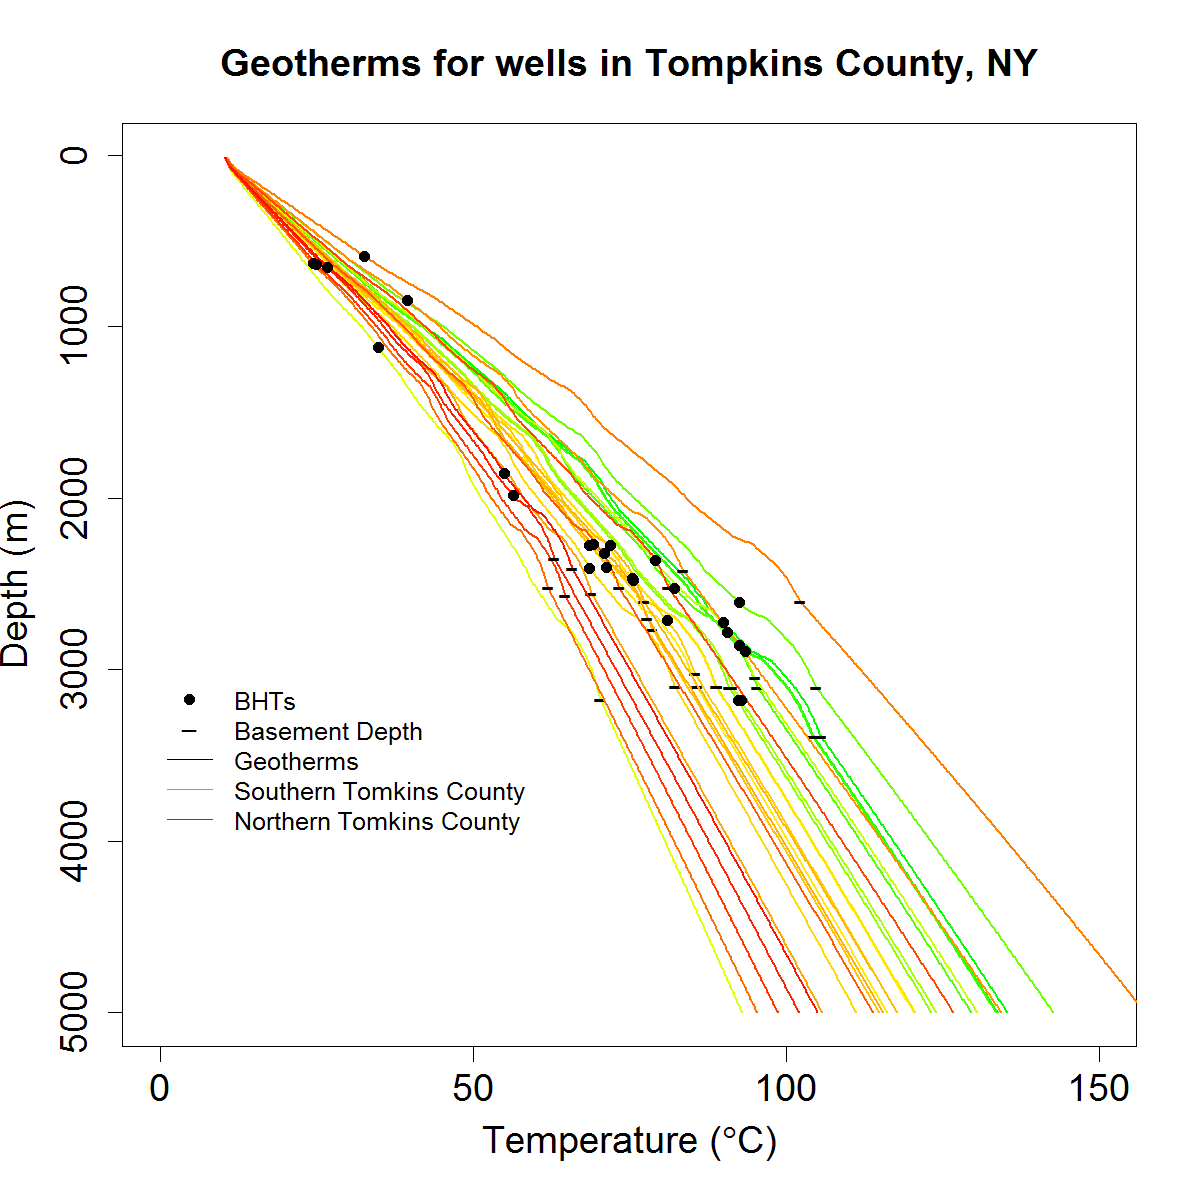 Geotherms for wells in Tompkins County, NY
0
1000
2000
3000
4000
5000
Depth (m)
BHTs
Basement Depth
Geotherms
Southern Tomkins County
Northern Tomkins County
0
50
100
150
Temperature (°C)